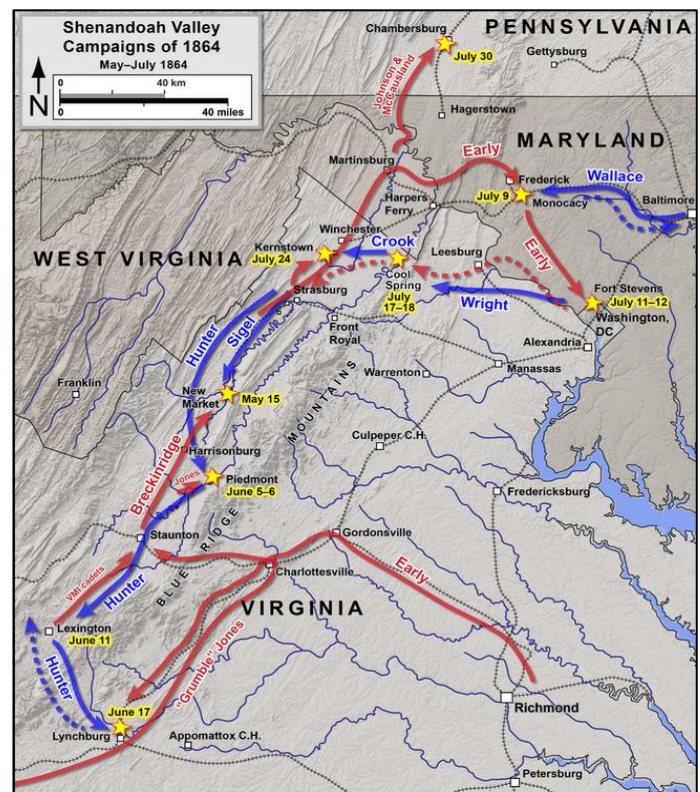 Shenandoah Valley
Campaigns of 1864
May–July 1864
0 40 km
0 40 miles
N
PENNSYLVANIA
Chambersburg
July 30
Gettysburg
Johnson &
McCausland
Hagerstown
MARYLAND
Martinsburg
Early
Frederick
Wallace
July 9
Monocacy
Baltimore
Harpers
Ferry
Winchester
Crook
Early
WEST VIRGINIA
Kernstown
July 24
Leesburg
Cool
Spring
July
17–18
Fort Stevens
July 11–12
Wright
Washington,
DC
Strasburg
Hunter
Sigel
Front
Royal
Alexandria
Manassas
Warrenton
Franklin
New
Market
May 15
MOUNTAINS
Culpeper C.H.
Harrisonburg
Breckinridge
Jones
Piedmont
June 5–6
Fredericksburg
Staunton
BLUE RIDGE
Gordonsville
VMI cadets
Hunter
Charlottesville
Early
VIRGINIA
Lexington
June 11
"Grumble" Jones
Hunter
June 17
Lynchburg
Appomattox C.H.
Richmond
Petersburg